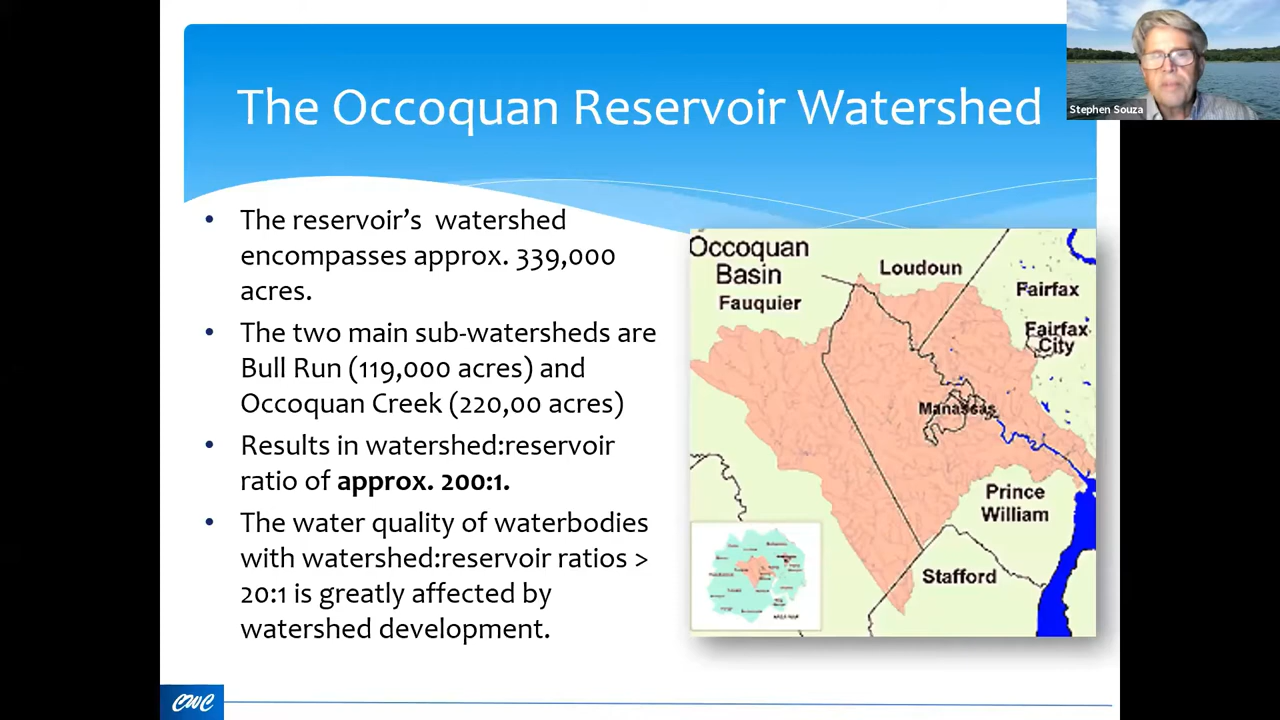 The Occoquan Reservoir Watershed
Stephen Souza
• The reservoir’s watershed
encompasses approx. 339,000
acres.
• The two main sub-watersheds are
Bull Run (119,000 acres) and
Occoquan Creek (220,00 acres)
• Results in watershed:reservoir
ratio of approx. 200:1.
• The water quality of waterbodies
with watershed:reservoir ratios >
20:1 is greatly affected by
watershed development.
Occoquan
Basin
Loudoun
Fauquier
Fairfax
Fairfax
City
Manassas
Prince
William
Stafford
CWC